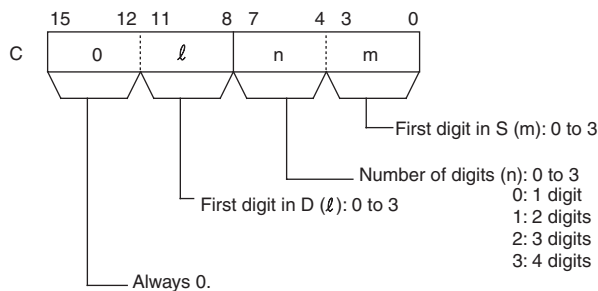 15 12 11 8 7 4 3 0
C 0 ℓ n m
First digit in S (m): 0 to 3
Number of digits (n): 0 to 3
0: 1 digit
First digit in D (ℓ): 0 to 3
1: 2 digits
2: 3 digits
3: 4 digits
Always 0.